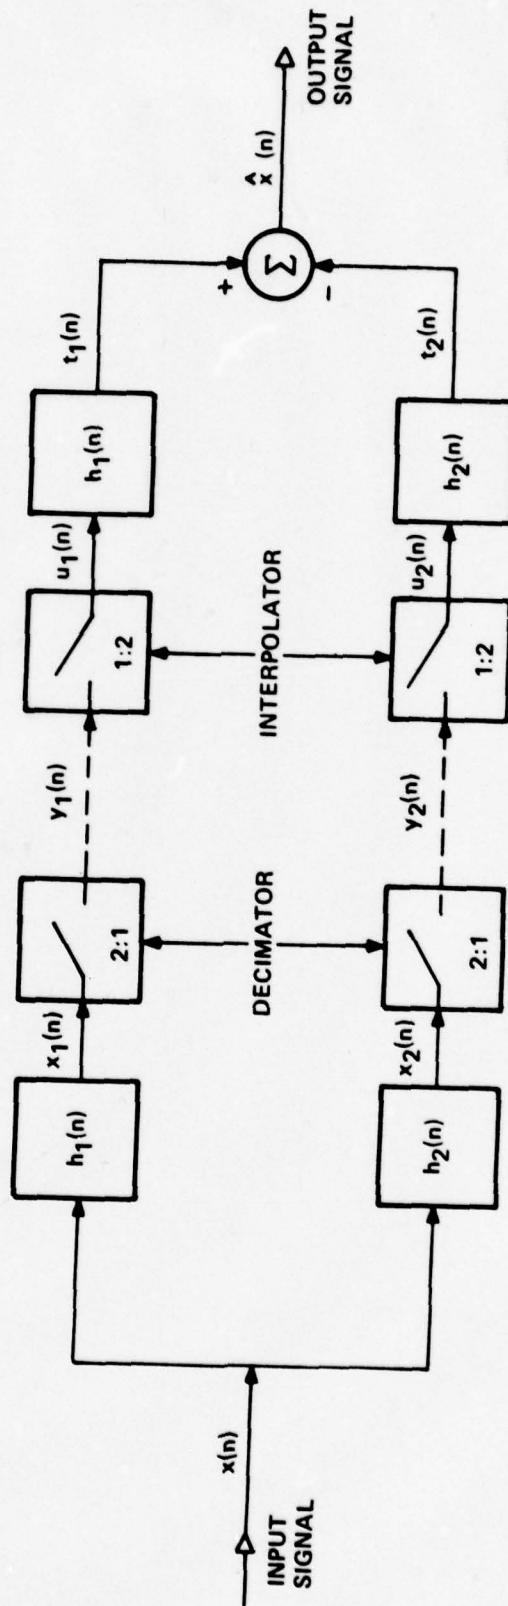 INPUT
SIGNAL
x(n)
h1(n)
x1(n)
2:1
y1(n)
1:2
u1(n)
h1(n)
t1(n)
DECIMATOR
INTERPOLATOR
+
Σ
-
x̂ (n)
OUTPUT
SIGNAL
h2(n)
x2(n)
2:1
y2(n)
1:2
u2(n)
h2(n)
t2(n)